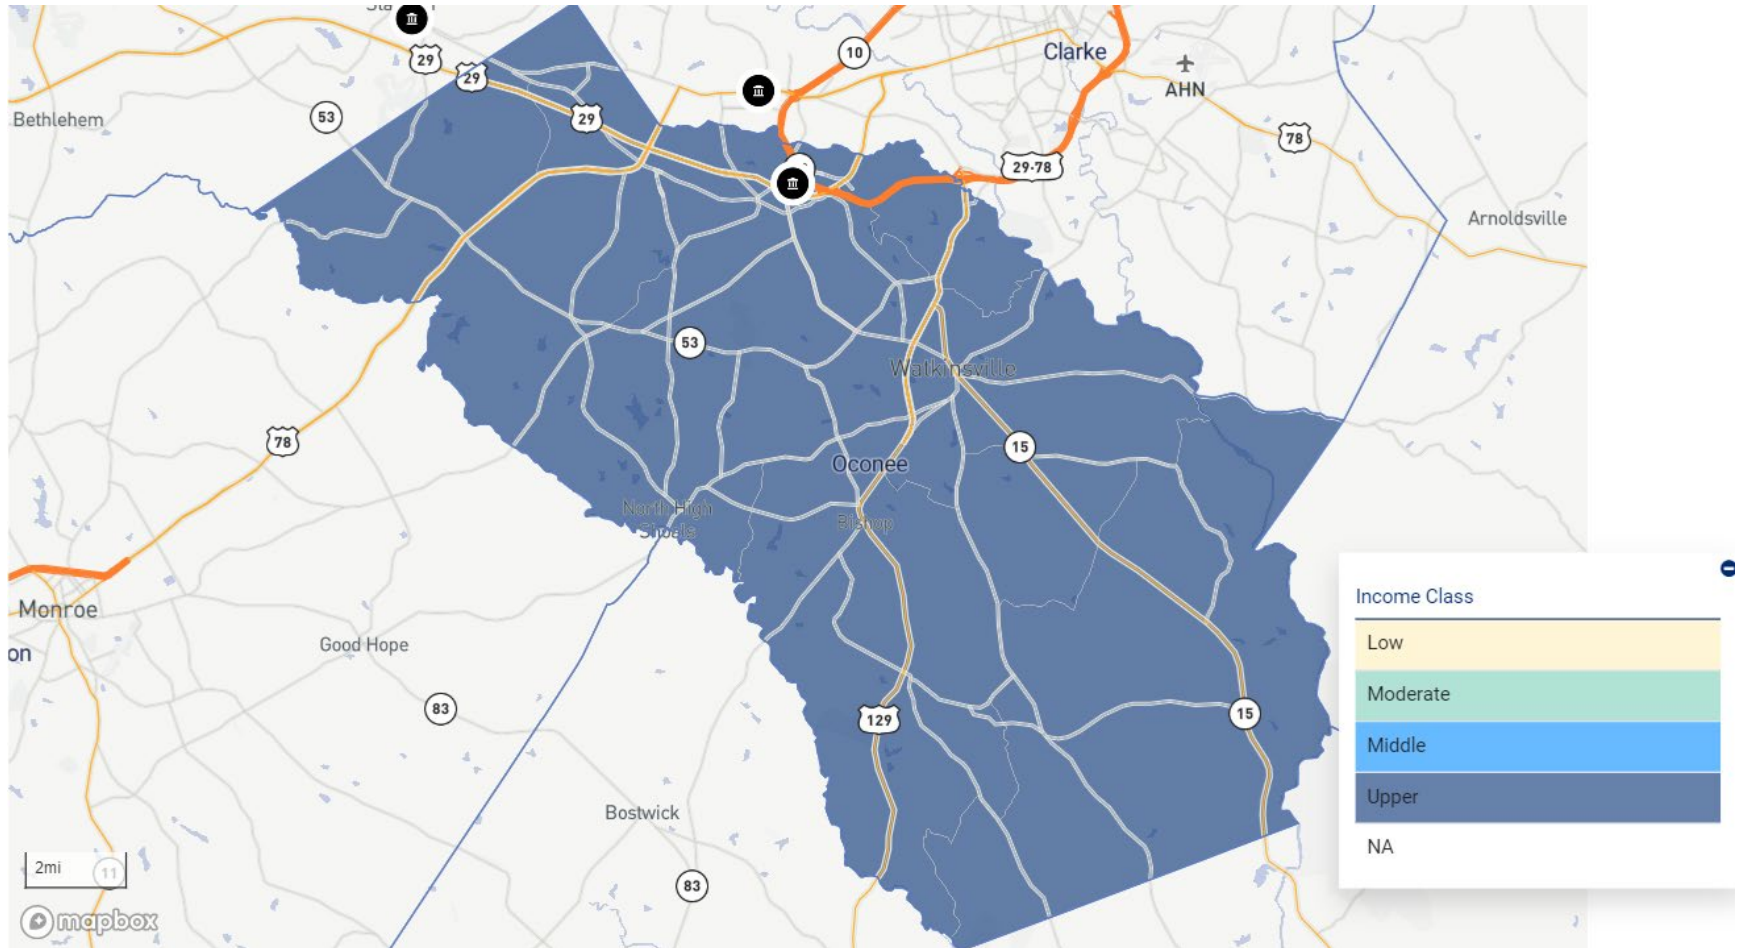 29
29
10
Clarke
AHN
Bethlehem
53
29
78
29-78
Arnoldsville
53
Watkinsville
78
15
Oconee
North High
Shoals
Bishop
Monroe
on
Good Hope
83
129
15
Bostwick
83
2mi
11
mapbox
Income Class
Low
Moderate
Middle
Upper
NA